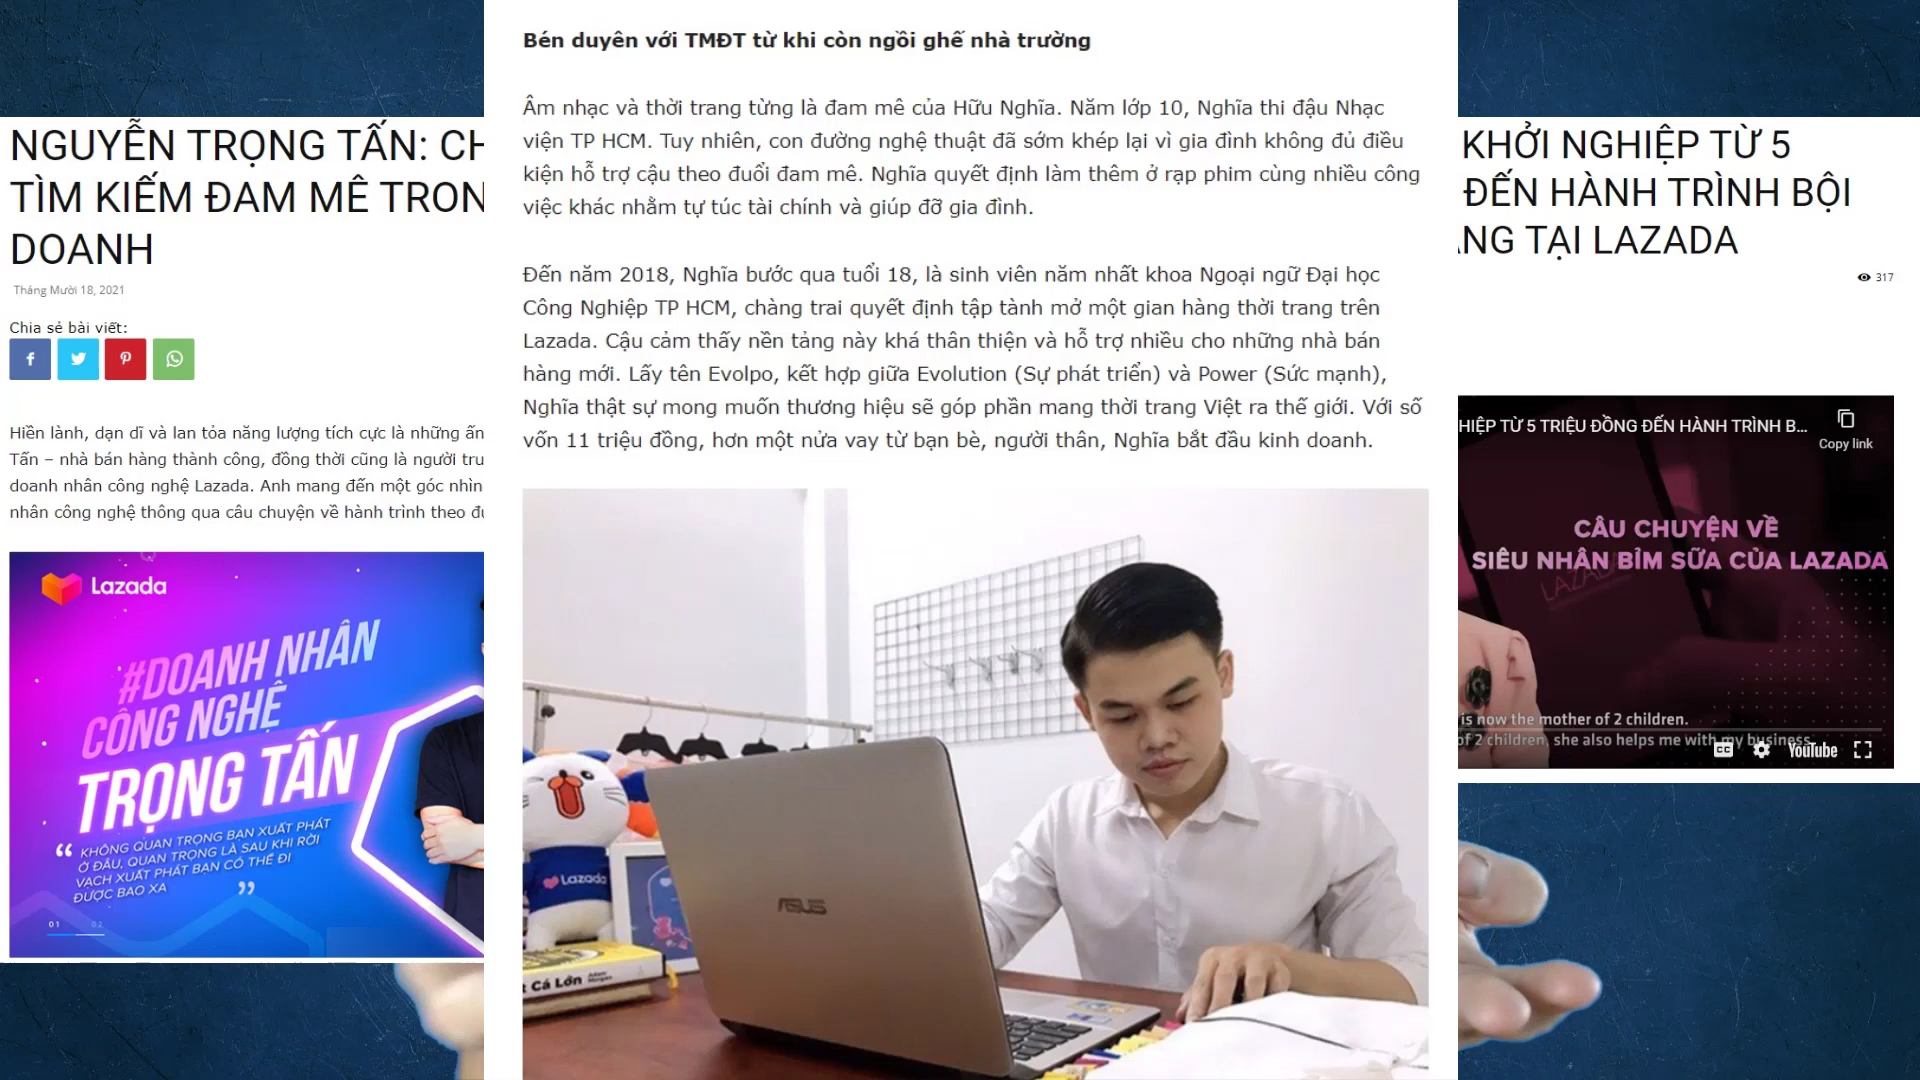 NGUYỄN TRỌNG TẤN: CH
TÌM KIẾM ĐAM MÊ TRON
DOANH
Tháng Mười 18, 2021
Chia sẻ bài viết:
Hiền lành, dạn dĩ và lan tỏa năng lượng tích cực là những ấn
Tấn – nhà bán hàng thành công, đồng thời cũng là người tru
doanh nhân công nghệ Lazada. Anh mang đến một góc nhìn
nhân công nghệ thông qua câu chuyện về hành trình theo đu
Lazada
#DOANH NHÂN
CÔNG NGHỆ
TRỌNG TẤN
“ KHÔNG QUAN TRỌNG BẠN XUẤT PHÁT
Ở ĐÂU, QUAN TRỌNG LÀ SAU KHI RỜI
VẠCH XUẤT PHÁT BẠN CÓ THỂ ĐI
ĐƯỢC BAO XA ”
01 02
Bén duyên với TMĐT từ khi còn ngồi ghế nhà trường
Âm nhạc và thời trang từng là đam mê của Hữu Nghĩa. Năm lớp 10, Nghĩa thi đậu Nhạc
viện TP HCM. Tuy nhiên, con đường nghệ thuật đã sớm khép lại vì gia đình không đủ điều
kiện hỗ trợ cậu theo đuổi đam mê. Nghĩa quyết định làm thêm ở rạp phim cùng nhiều công
việc khác nhằm tự túc tài chính và giúp đỡ gia đình.
Đến năm 2018, Nghĩa bước qua tuổi 18, là sinh viên năm nhất khoa Ngoại ngữ Đại học
Công Nghiệp TP HCM, chàng trai quyết định tập tành mở một gian hàng thời trang trên
Lazada. Cậu cảm thấy nền tảng này khá thân thiện và hỗ trợ nhiều cho những nhà bán
hàng mới. Lấy tên Evolpo, kết hợp giữa Evolution (Sự phát triển) và Power (Sức mạnh),
Nghĩa thật sự mong muốn thương hiệu sẽ góp phần mang thời trang Việt ra thế giới. Với số
vốn 11 triệu đồng, hơn một nửa vay từ bạn bè, người thân, Nghĩa bắt đầu kinh doanh.
Lazada
ASUS
Cá Lớn
KHỞI NGHIỆP TỪ 5
ĐẾN HÀNH TRÌNH BỘI
NG TẠI LAZADA
317
HIỆP TỪ 5 TRIỆU ĐỒNG ĐẾN HÀNH TRÌNH B...
Copy link
CÂU CHUYỆN VỀ
SIÊU NHÂN BỈM SỮA CỦA LAZADA
is now the mother of 2 children.
of 2 children, she also helps me with my business.
CC YouTube